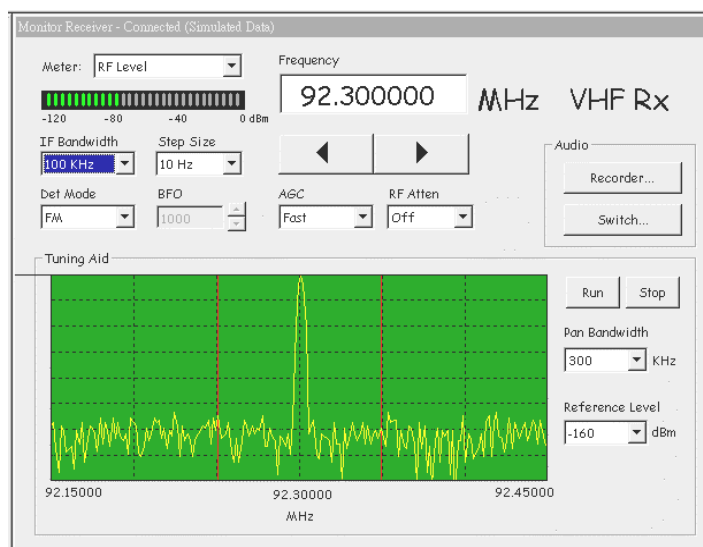 Monitor Receiver - Connected (Simulated Data)
Meter: RF Level
Frequency
92.300000 MHz VHF Rx
-120 -80 -40 0 dBm
IF Bandwidth Step Size
100 KHz 10 Hz
Audio
Recorder...
Switch...
Det Mode BFO AGC RF Atten
FM 1000 Fast Off
Tuning Aid
Run Stop
Pan Bandwidth
300 KHz
Reference Level
-160 dBm
92.15000 92.30000 92.45000
MHz